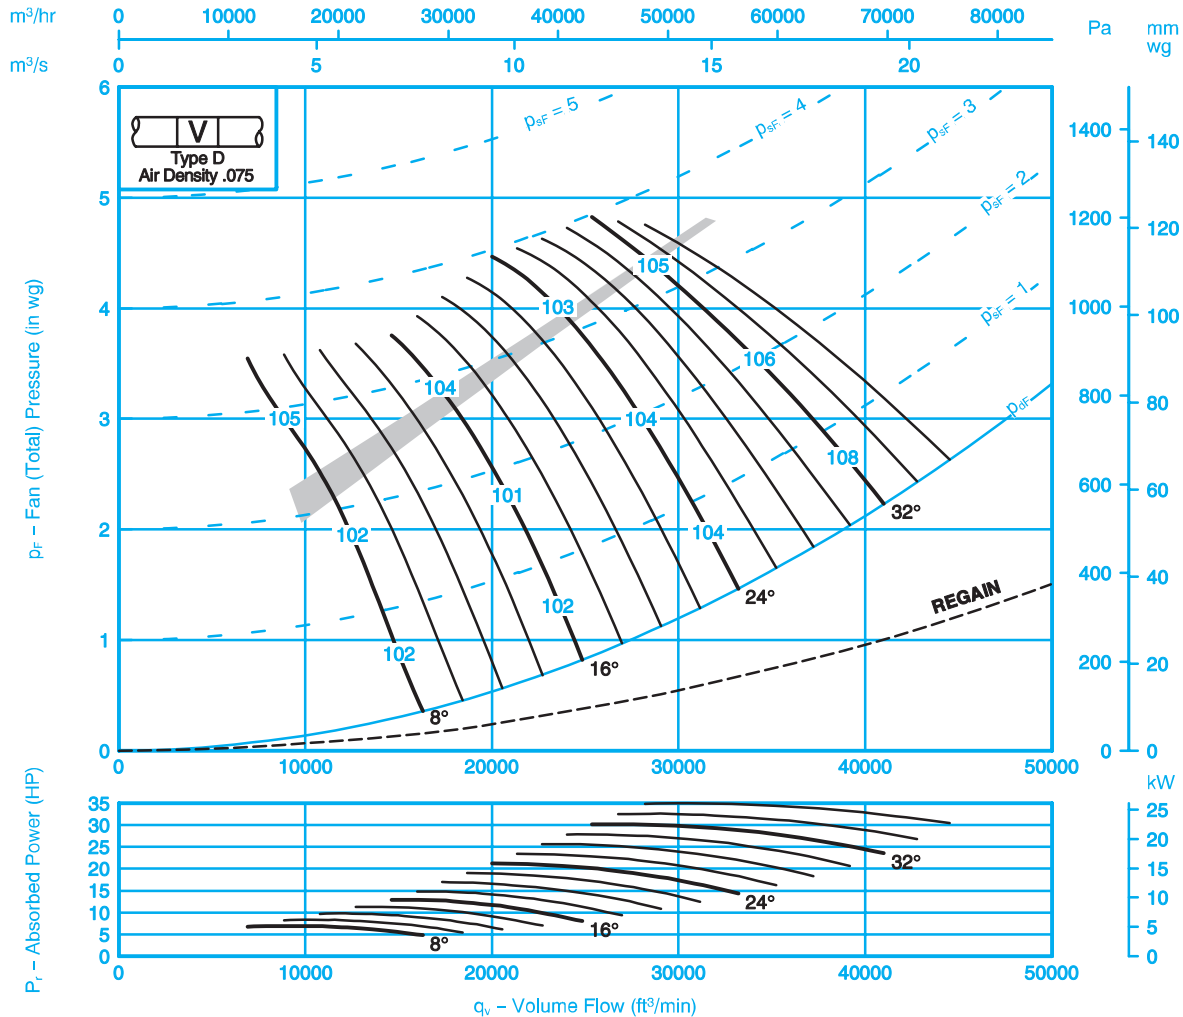 m³/hr 0 10000 20000 30000 40000 50000 60000 70000 80000
m³/s 0 5 10 15 20
Pa
mm
wg
6
5
4
3
2
1
0
pF – Fan (Total) Pressure (in wg)
V
Type D
Air Density .075
psF = 5
psF = 4
psF = 3
psF = 2
psF = 1
pdF
REGAIN
105
102
102
8°
104
101
102
16°
103
104
104
24°
105
106
108
32°
1400
1200
1000
800
600
400
200
0
140
120
100
80
60
40
20
0
0 10000 20000 30000 40000 50000
Pr – Absorbed Power (HP)
35
30
25
20
15
10
5
0
8°
16°
24°
32°
kW
25
20
15
10
5
0
0 10000 20000 30000 40000 50000
qv – Volume Flow (ft³/min)